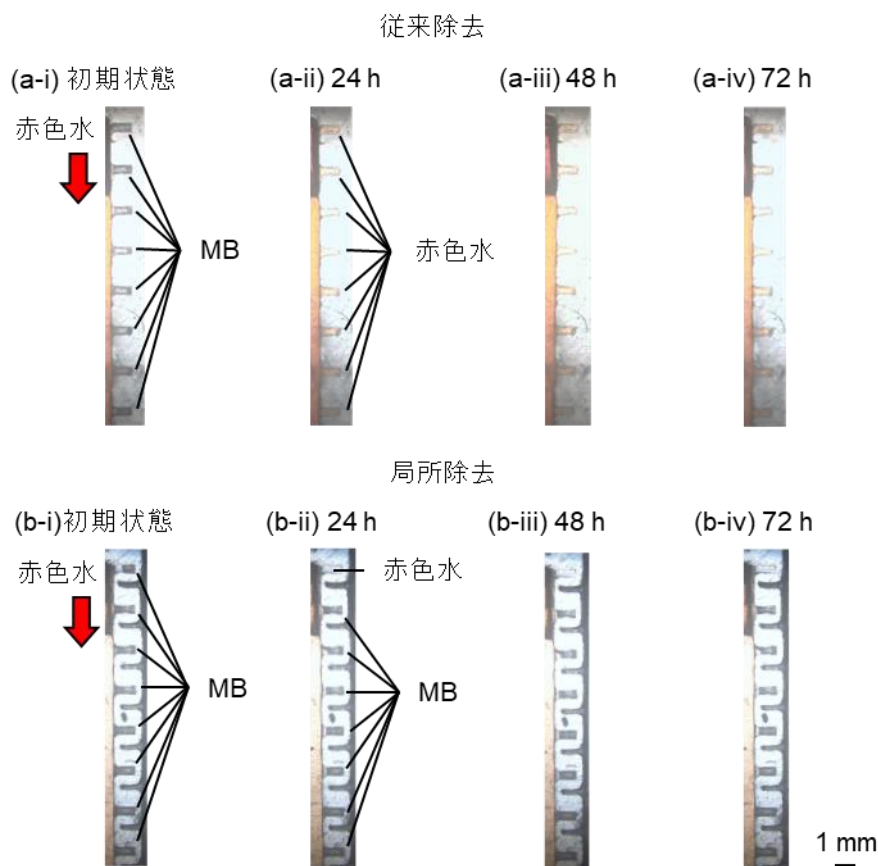 従来除去
(a-i) 初期状態
(a-ii) 24 h
(a-iii) 48 h
(a-iv) 72 h
赤色水
MB
赤色水
局所除去
(b-i)初期状態
(b-ii) 24 h
(b-iii) 48 h
(b-iv) 72 h
赤色水
赤色水
MB
MB
1 mm